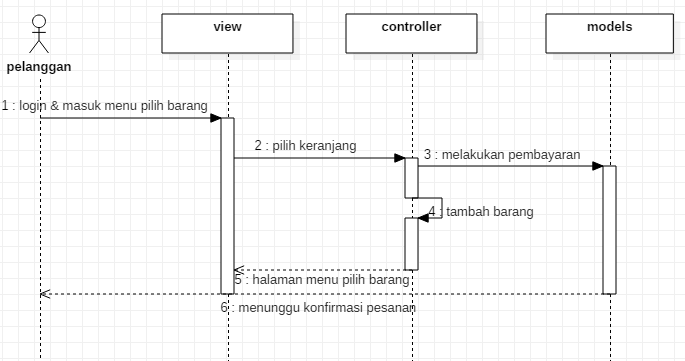 view
controller
models
pelanggan
1 : login & masuk menu pilih barang
2 : pilih keranjang
3 : melakukan pembayaran
4 : tambah barang
5 : halaman menu pilih barang
6 : menunggu konfirmasi pesanan